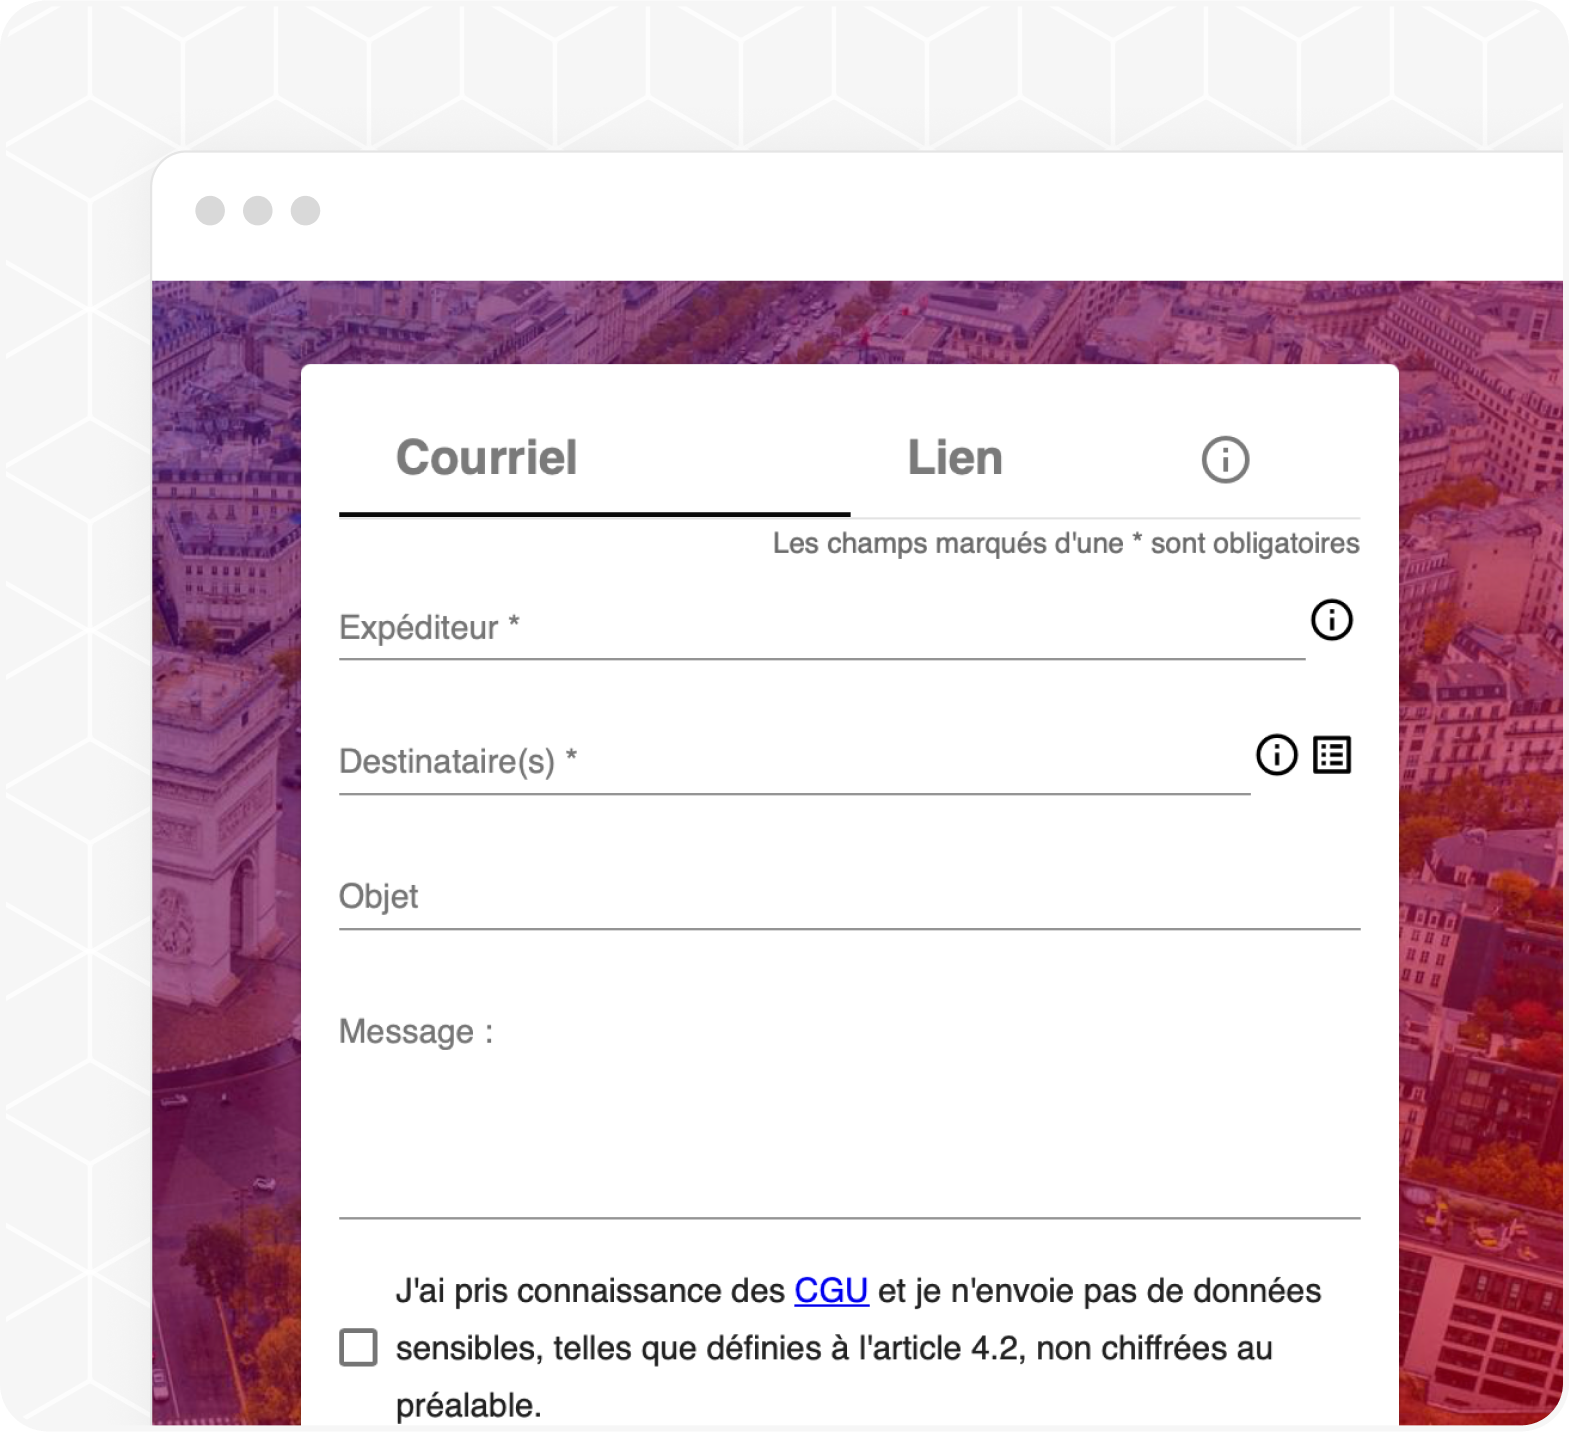 Courriel Lien
Les champs marqués d'une * sont obligatoires
Expéditeur *
Destinataire(s) *
Objet
Message :
J'ai pris connaissance des CGU et je n'envoie pas de données
sensibles, telles que définies à l'article 4.2, non chiffrées au
préalable.